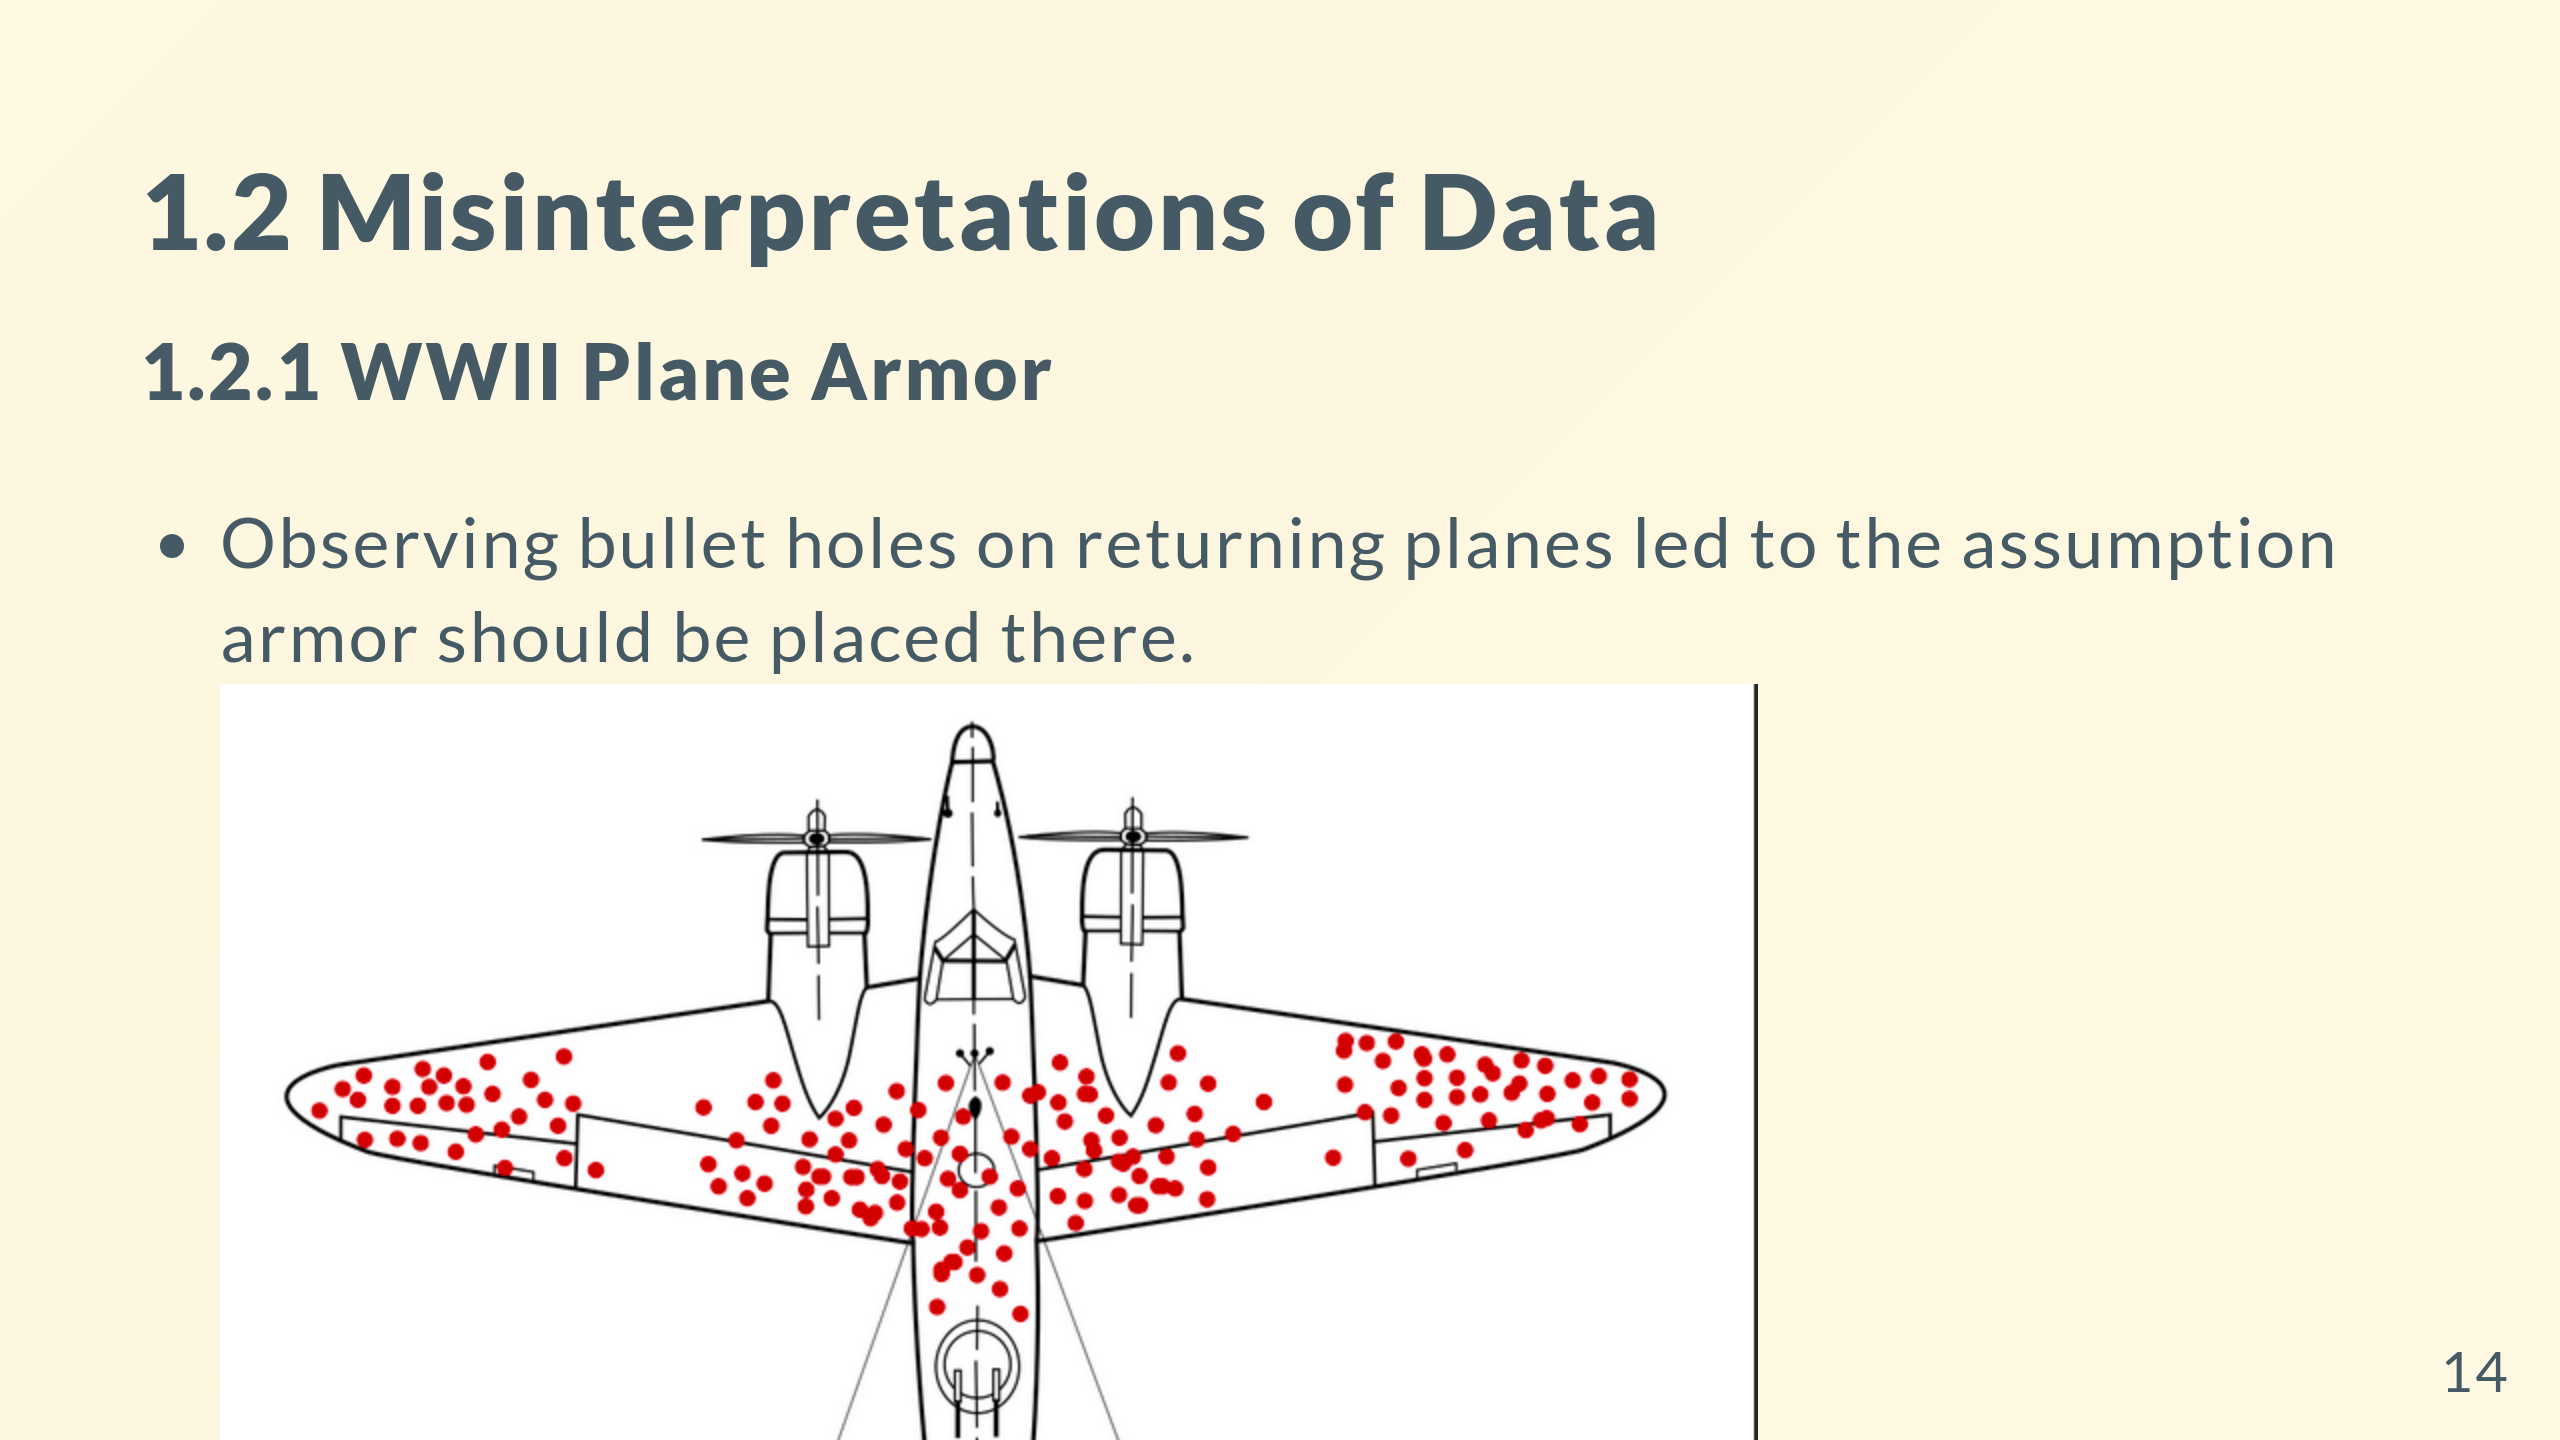 1.2 Misinterpretations of Data
1.2.1 WWII Plane Armor
• Observing bullet holes on returning planes led to the assumption
armor should be placed there.
14